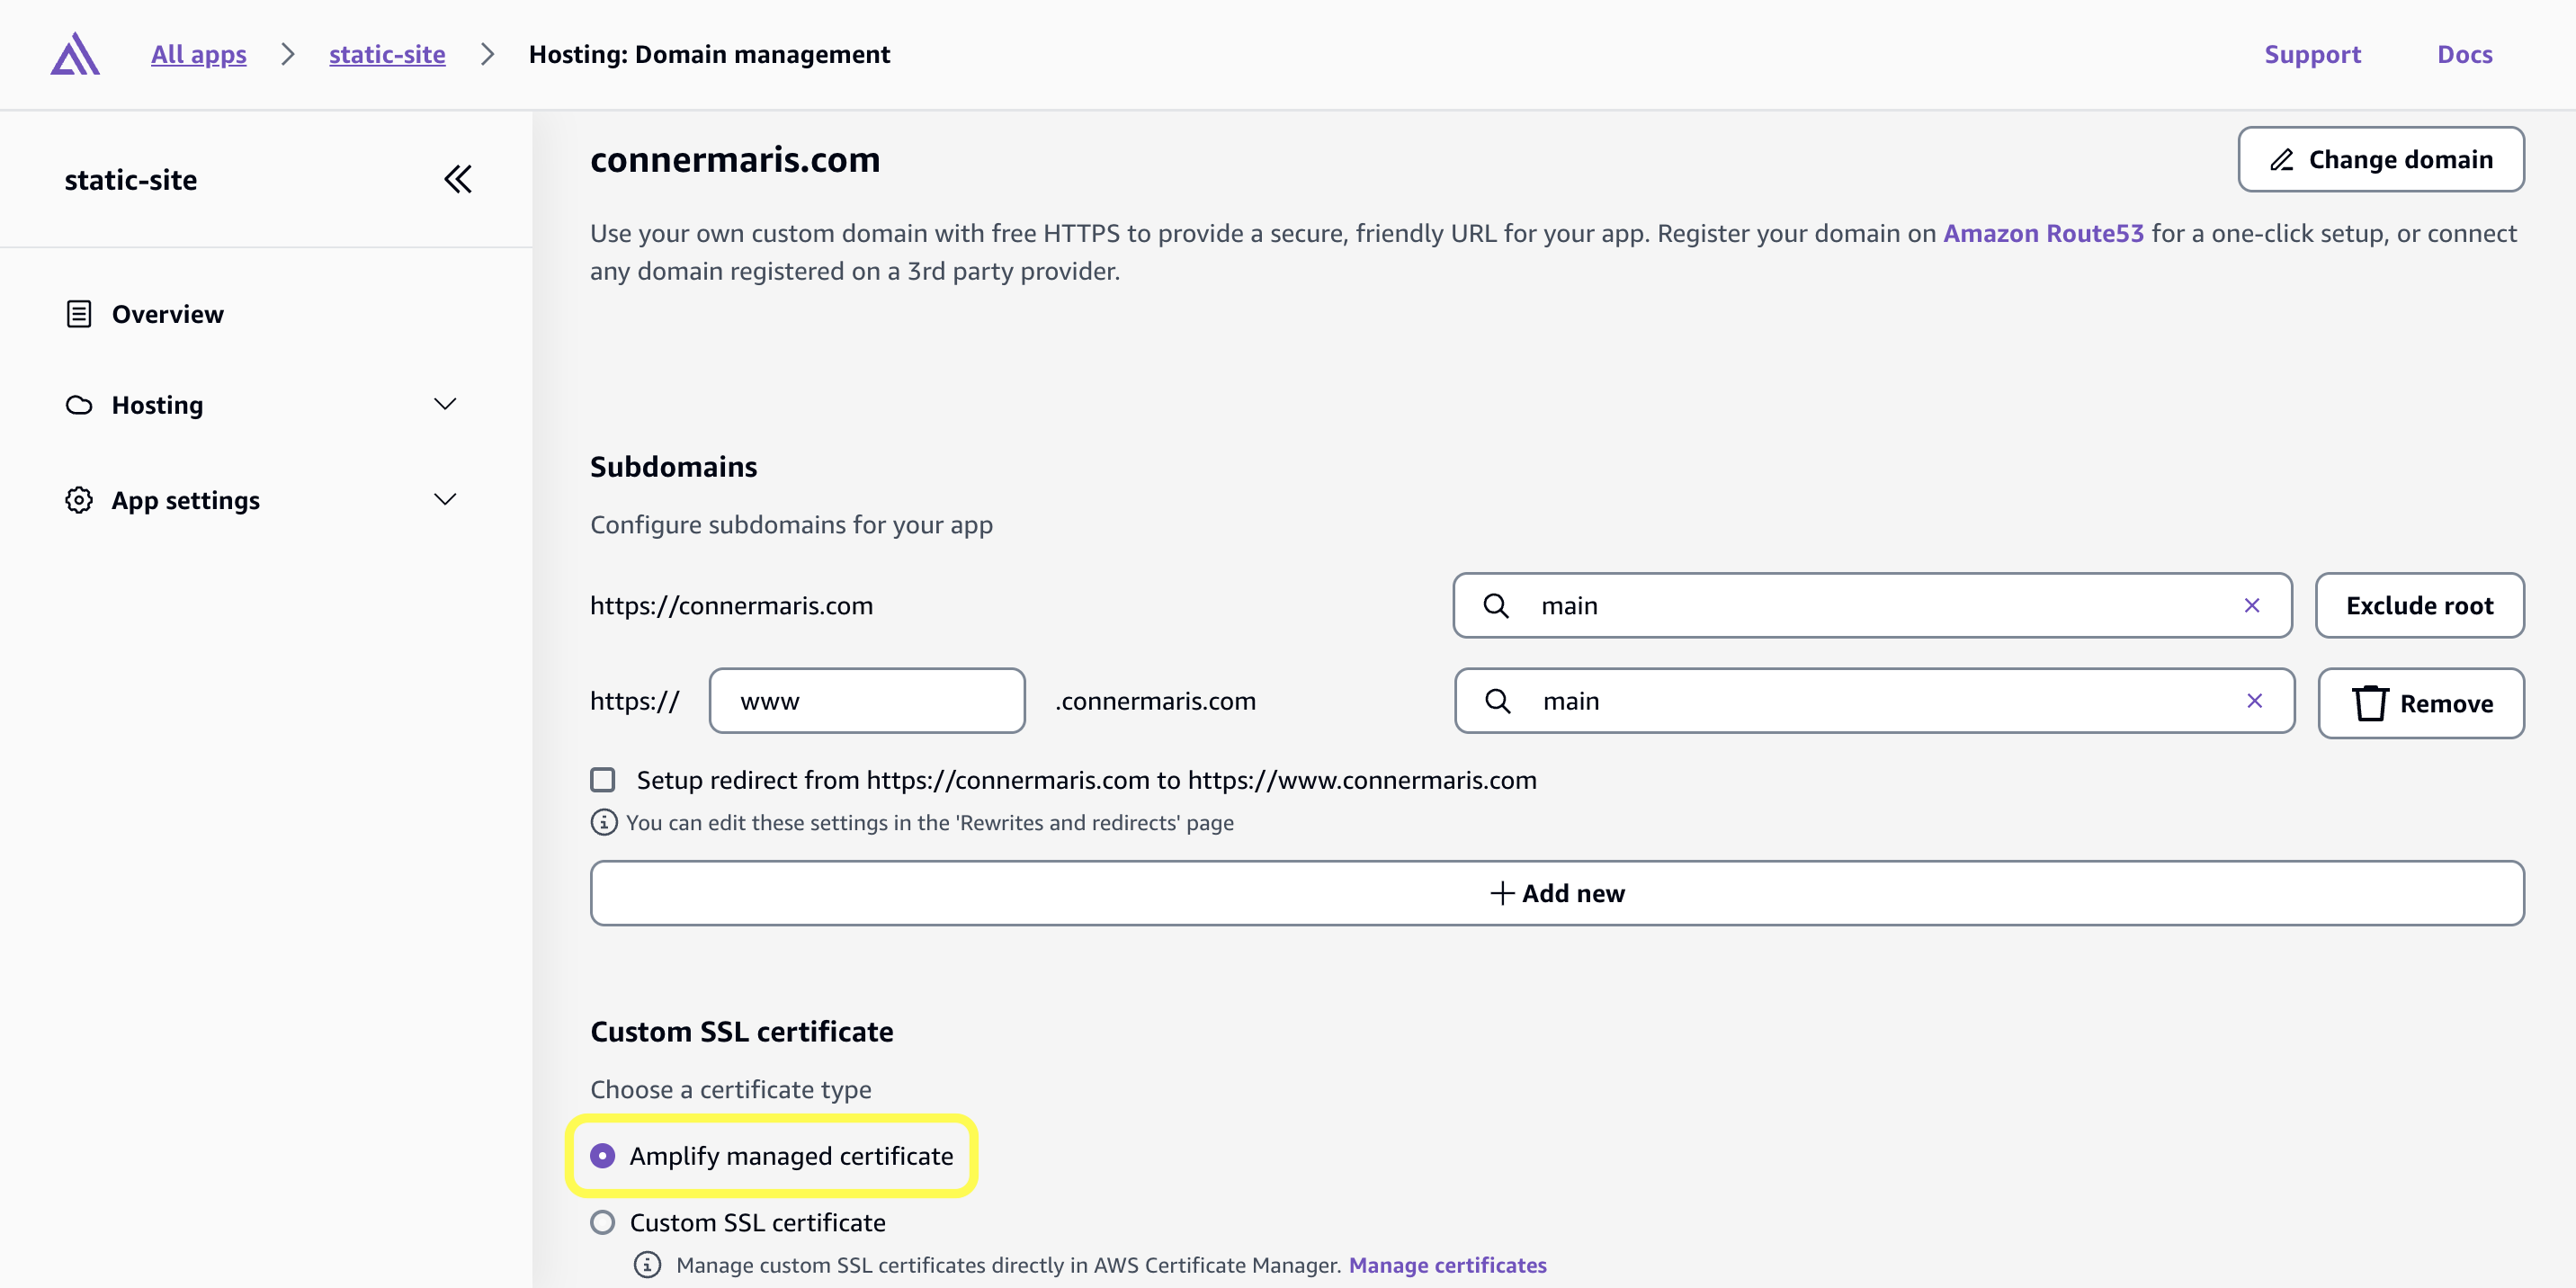 All apps
static-site
Hosting: Domain management
Support
Docs
static-site
Overview
Hosting
App settings
connermaris.com
Change domain
Use your own custom domain with free HTTPS to provide a secure, friendly URL for your app. Register your domain on Amazon Route53 for a one-click setup, or connect
any domain registered on a 3rd party provider.
Subdomains
Configure subdomains for your app
https://connermaris.com
main
Exclude root
https://
www
.connermaris.com
main
Remove
Setup redirect from https://connermaris.com to https://www.connermaris.com
You can edit these settings in the 'Rewrites and redirects' page
Add new
Custom SSL certificate
Choose a certificate type
Amplify managed certificate
Custom SSL certificate
Manage custom SSL certificates directly in AWS Certificate Manager. Manage certificates